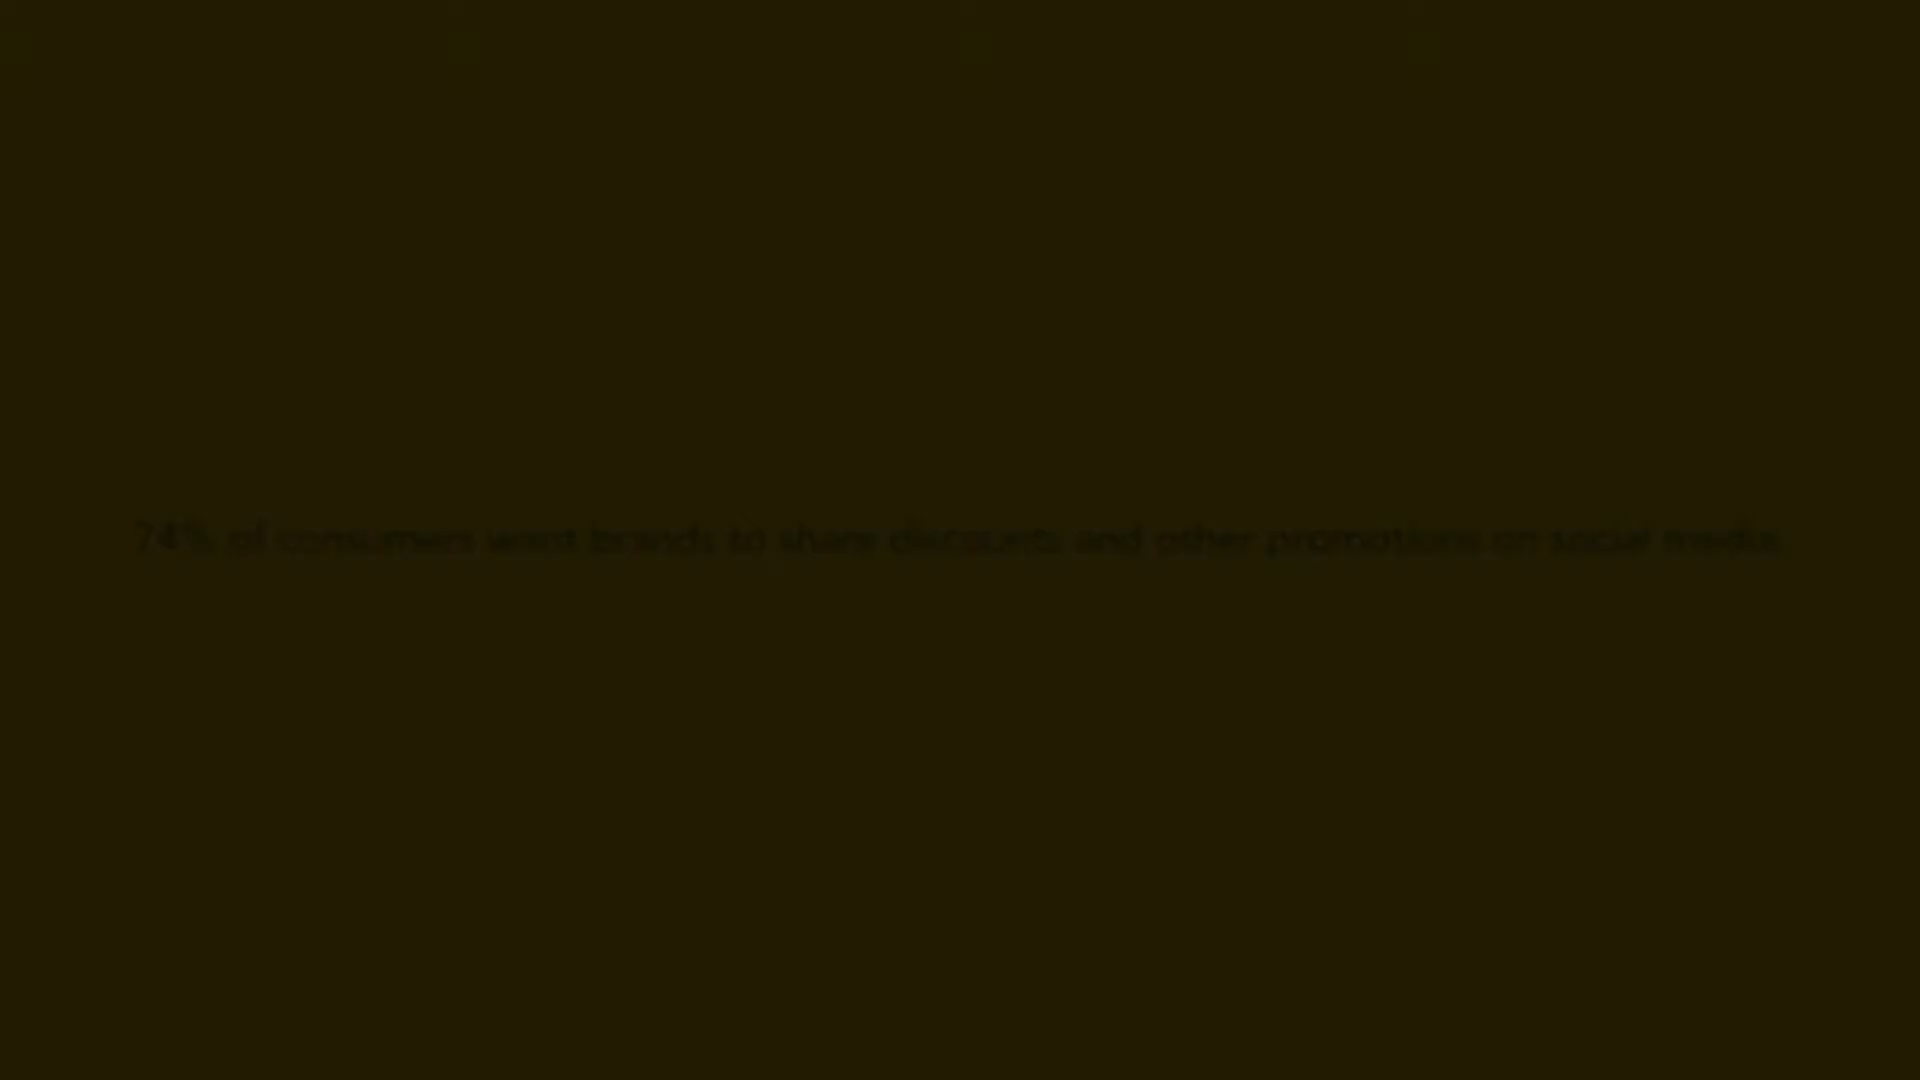 74% of consumers want brands to share discounts and other promotions on social media.